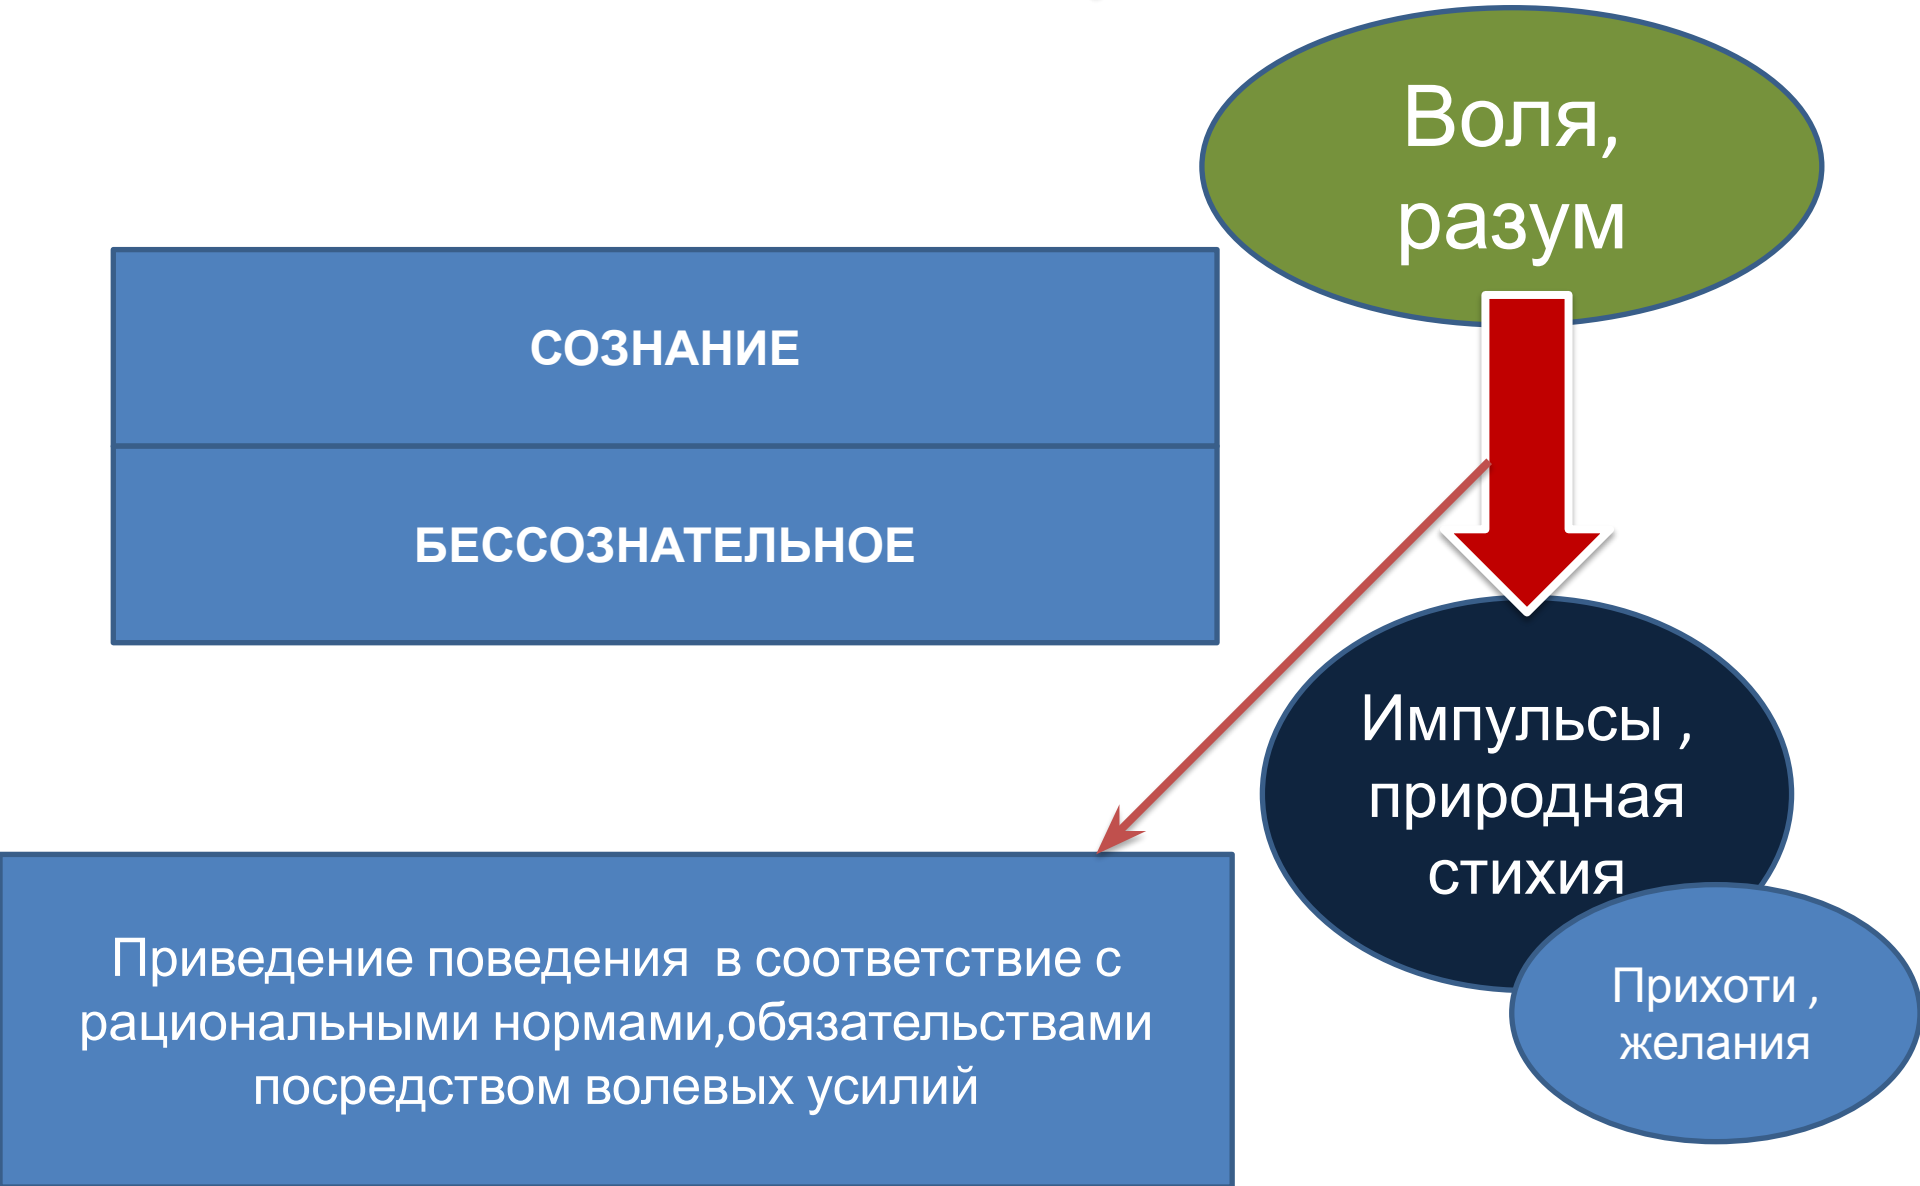 Воля,
разум
СОЗНАНИЕ
БЕССОЗНАТЕЛЬНОЕ
Импульсы ,
природная
стихия
Прихоти ,
желания
Приведение поведения  в соответствие с
рациональными нормами,обязательствами
посредством волевых усилий